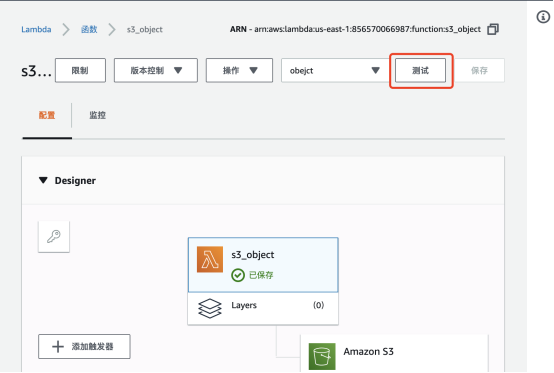 Lambda 函数 s3_object ARN - arn:aws:lambda:us-east-1:856570066987:function:s3_object
s3... 限制 版本控制 操作 obejct 测试 保存
配置 监控
Designer
s3_object
已保存
Layers (0)
添加触发器
Amazon S3